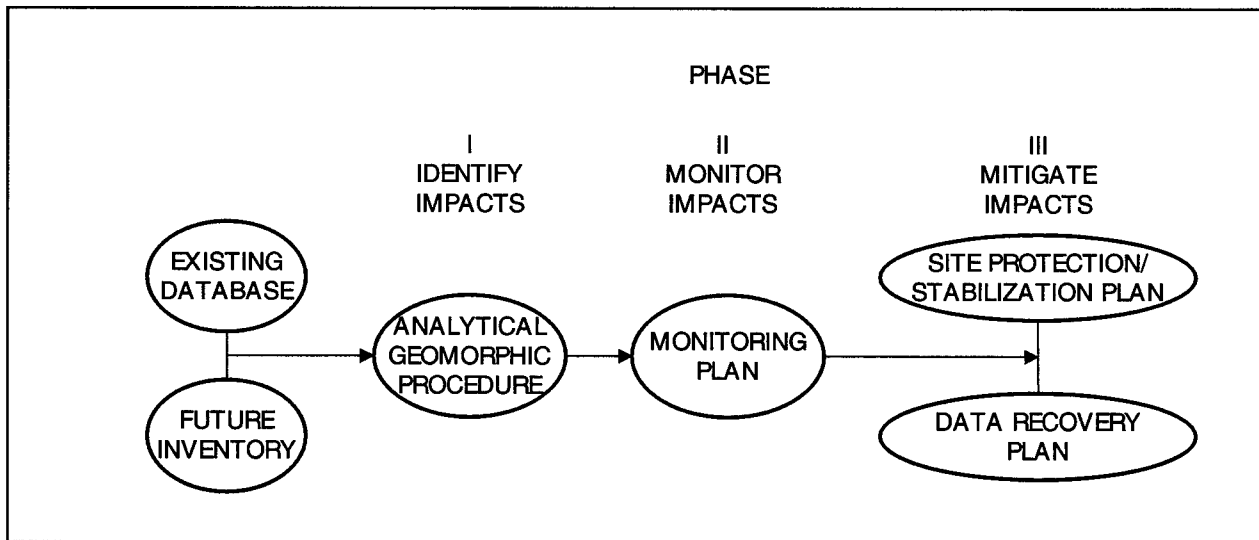 PHASE
I
IDENTIFY
IMPACTS
II
MONITOR
IMPACTS
III
MITIGATE
IMPACTS
EXISTING
DATABASE
FUTURE
INVENTORY
ANALYTICAL
GEOMORPHIC
PROCEDURE
MONITORING
PLAN
SITE PROTECTION/
STABILIZATION PLAN
DATA RECOVERY
PLAN